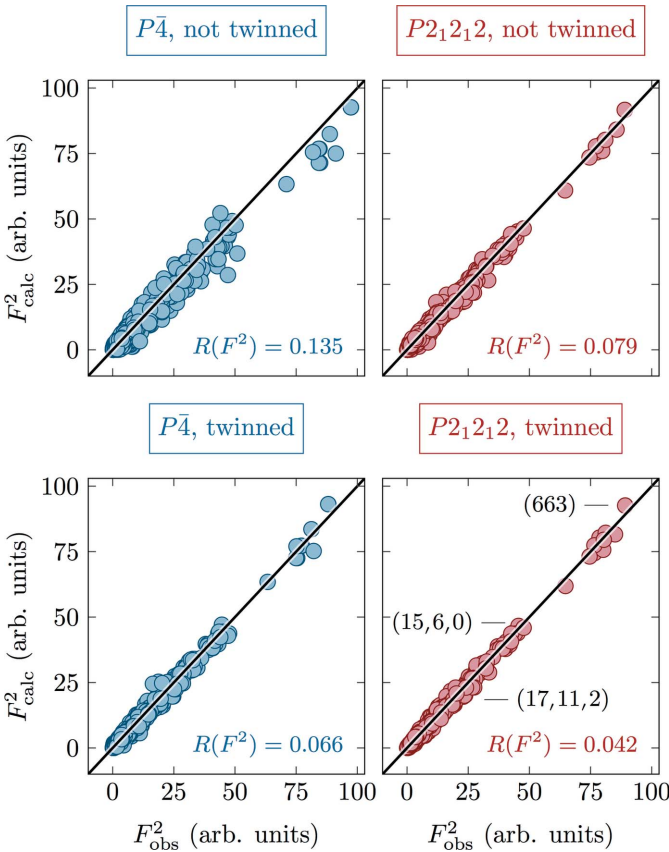 P4̄, not twinned
P2₁2₁2, not twinned
100
75
50
25
0
F²calc (arb. units)
R(F²) = 0.135
R(F²) = 0.079
P4̄, twinned
P2₁2₁2, twinned
100
75
50
25
0
F²calc (arb. units)
R(F²) = 0.066
(663)
(15,6,0)
(17,11,2)
R(F²) = 0.042
0 25 50 75 100
0 25 50 75 100
F²obs (arb. units)
F²obs (arb. units)